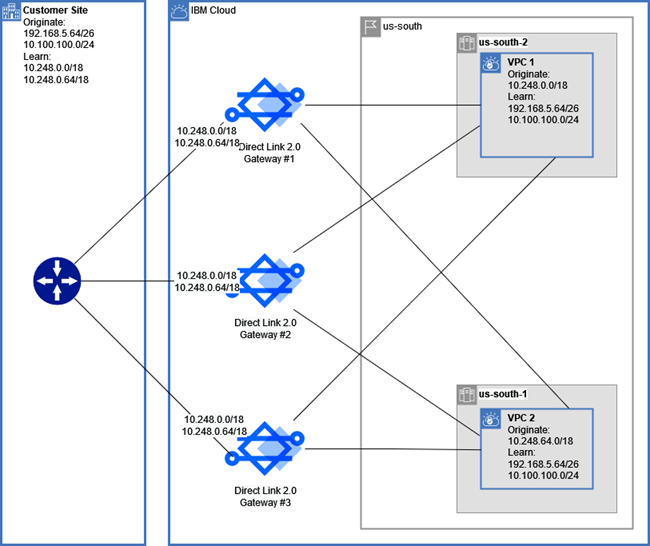 Customer Site
Originate:
192.168.5.64/26
10.100.100.0/24
Learn:
10.248.0.0/18
10.248.0.64/18
IBM Cloud
us-south
us-south-2
VPC 1
Originate:
10.248.0.0/18
Learn:
192.168.5.64/26
10.100.100.0/24
10.248.0.0/18
10.248.0.64/18
Direct Link 2.0
Gateway #1
10.248.0.0/18
10.248.0.64/18
Direct Link 2.0
Gateway #2
us-south-1
VPC 2
Originate:
10.248.64.0/18
Learn:
192.168.5.64/26
10.100.100.0/24
10.248.0.0/18
10.248.0.64/18
Direct Link 2.0
Gateway #3